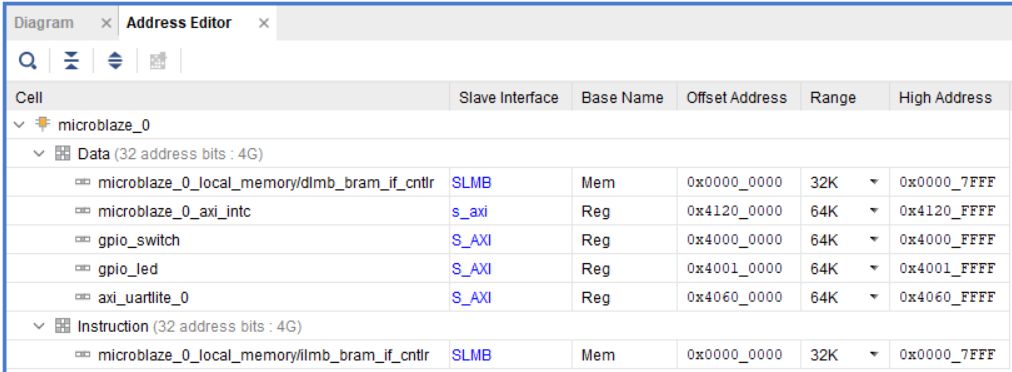 Diagram × Address Editor ×
Cell Slave Interface Base Name Offset Address Range High Address
microblaze_0
Data (32 address bits : 4G)
microblaze_0_local_memory/dlmb_bram_if_cntlr SLMB Mem 0x0000_0000 32K 0x0000_7FFF
microblaze_0_axi_intc s_axi Reg 0x4120_0000 64K 0x4120_FFFF
gpio_switch S_AXI Reg 0x4000_0000 64K 0x4000_FFFF
gpio_led S_AXI Reg 0x4001_0000 64K 0x4001_FFFF
axi_uartlite_0 S_AXI Reg 0x4060_0000 64K 0x4060_FFFF
Instruction (32 address bits : 4G)
microblaze_0_local_memory/ilmb_bram_if_cntlr SLMB Mem 0x0000_0000 32K 0x0000_7FFF